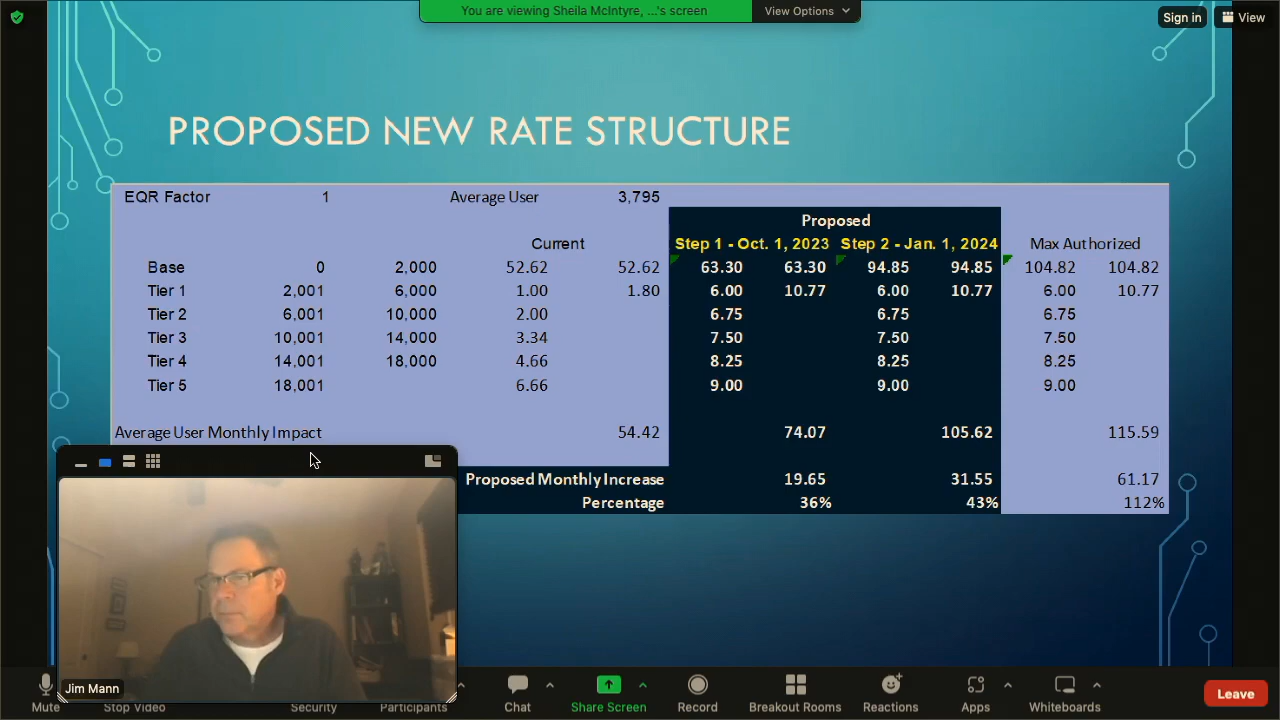 You are viewing Sheila McIntyre, ...'s screen View Options
Sign in View
PROPOSED NEW RATE STRUCTURE
EQR Factor 1 Average User 3,795
Proposed
Current Step 1 - Oct. 1, 2023 Step 2 - Jan. 1, 2024 Max Authorized
Base 0 2,000 52.62 52.62 63.30 63.30 94.85 94.85 104.82 104.82
Tier 1 2,001 6,000 1.00 1.80 6.00 10.77 6.00 10.77 6.00 10.77
Tier 2 6,001 10,000 2.00 6.75 6.75 6.75
Tier 3 10,001 14,000 3.34 7.50 7.50 7.50
Tier 4 14,001 18,000 4.66 8.25 8.25 8.25
Tier 5 18,001 6.66 9.00 9.00 9.00
Average User Monthly Impact 54.42 74.07 105.62 115.59
Proposed Monthly Increase 19.65 31.55 61.17
Percentage 36% 43% 112%
Jim Mann
Mute Stop Video Security Participants Chat Share Screen Record Breakout Rooms Reactions Apps Whiteboards Leave